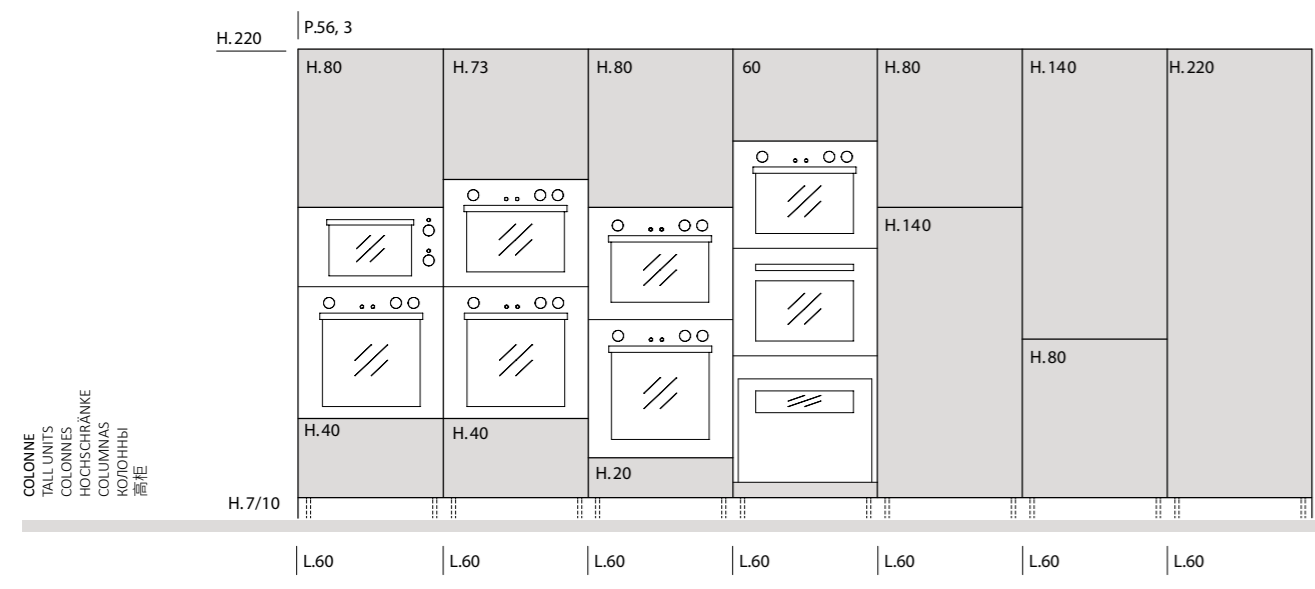 P.56, 3
H.220
H.80
H.73
H.80
60
H.80
H.140
H.220
H.140
H.80
H.40
H.40
H.20
H.7/10
COLONNE
TALL UNITS
COLONNES
HOCHSCHRÄNKE
COLUMNAS
КОЛОННЫ
高柜
L.60
L.60
L.60
L.60
L.60
L.60
L.60